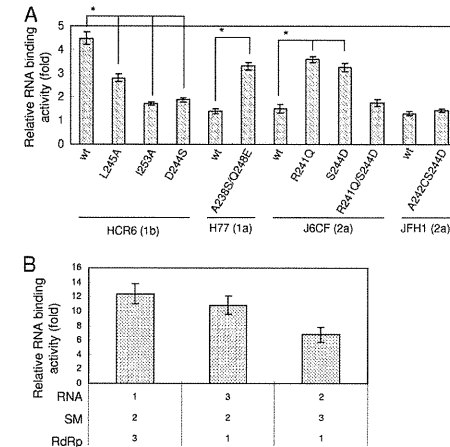 A
Relative RNA binding
activity (fold)
5
4
3
2
1
0
*
*
*
wt
L245A
I253A
D244S
wt
A238S/Q248E
wt
R241Q
S244D
R241Q/S244D
wt
A242CS244D
HCR6 (1b)
H77 (1a)
J6CF (2a)
JFH1 (2a)
B
Relative RNA binding
activity (fold)
16
14
12
10
8
6
4
2
0
RNA 1 3 2
SM 2 2 3
RdRp 3 1 1